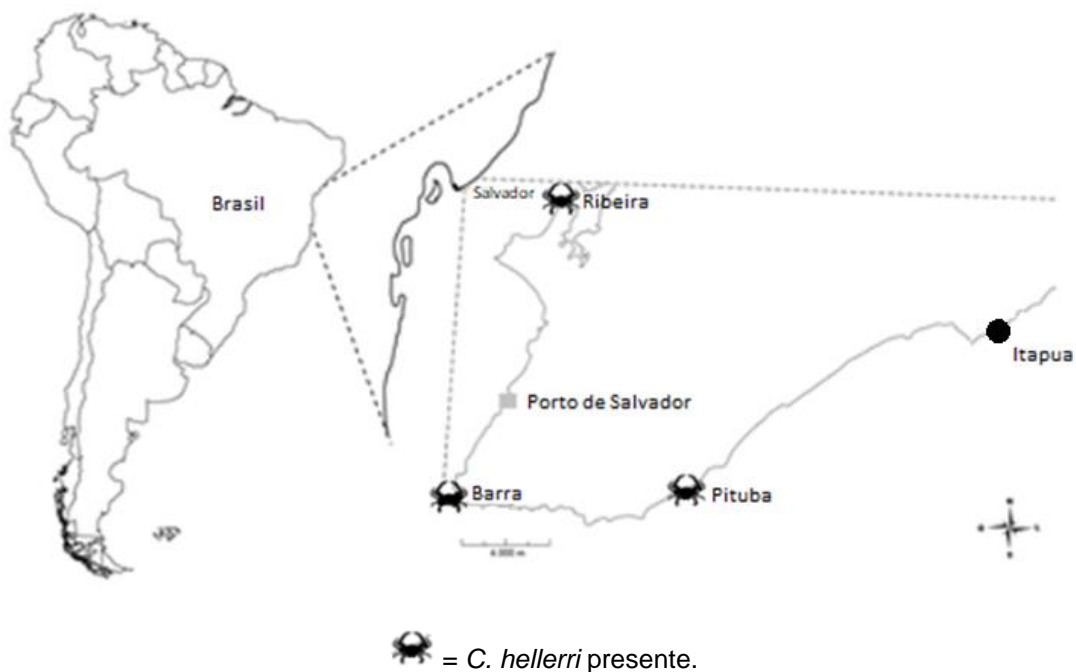 Brasil
Salvador
Ribeira
Itapua
Porto de Salvador
Barra
Pituba
= C. hellerri presente.